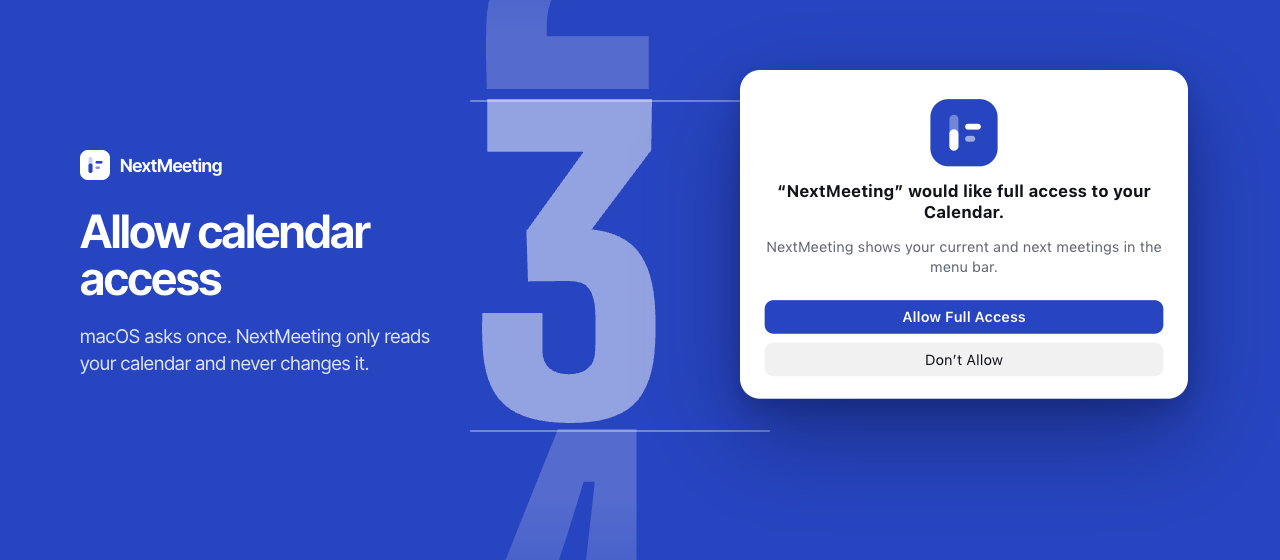 NextMeeting
Allow calendar
access
macOS asks once. NextMeeting only reads
your calendar and never changes it.
3
“NextMeeting” would like full access to your
Calendar.
NextMeeting shows your current and next meetings in the
menu bar.
Allow Full Access
Don’t Allow